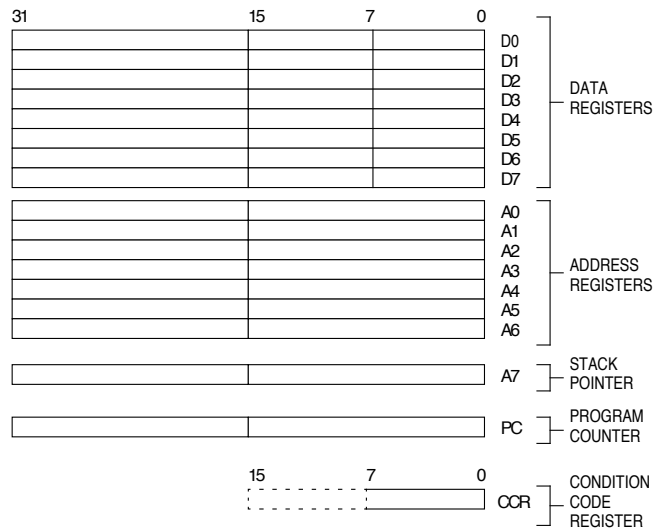 31 15 7 0
D0
D1
D2
D3
D4
D5
D6
D7
DATA
REGISTERS
A0
A1
A2
A3
A4
A5
A6
ADDRESS
REGISTERS
A7
STACK
POINTER
PC
PROGRAM
COUNTER
15 7 0
CCR
CONDITION
CODE
REGISTER